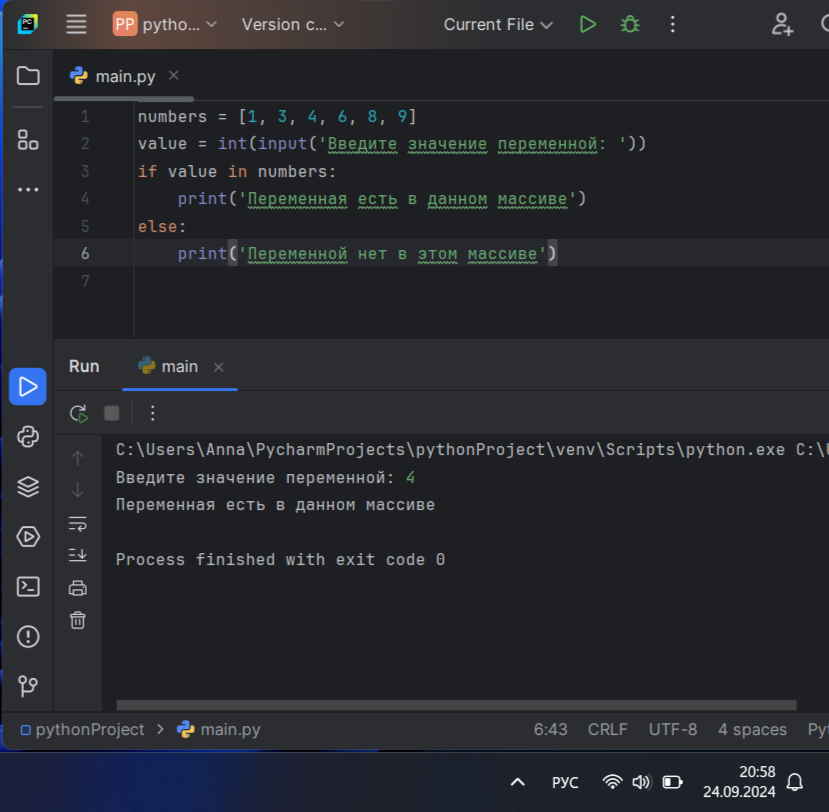 PC
PP pytho... Version c... Current File
main.py
1 numbers = [1, 3, 4, 6, 8, 9]
2 value = int(input('Введите значение переменной: '))
3 if value in numbers:
4 print('Переменная есть в данном массиве')
5 else:
6 print('Переменной нет в этом массиве')
7
Run main
C:\Users\Anna\PycharmProjects\pythonProject\venv\Scripts\python.exe C:\U
Введите значение переменной: 4
Переменная есть в данном массиве
Process finished with exit code 0
pythonProject > main.py 6:43 CRLF UTF-8 4 spaces Pyt
20:58
РУС
24.09.2024